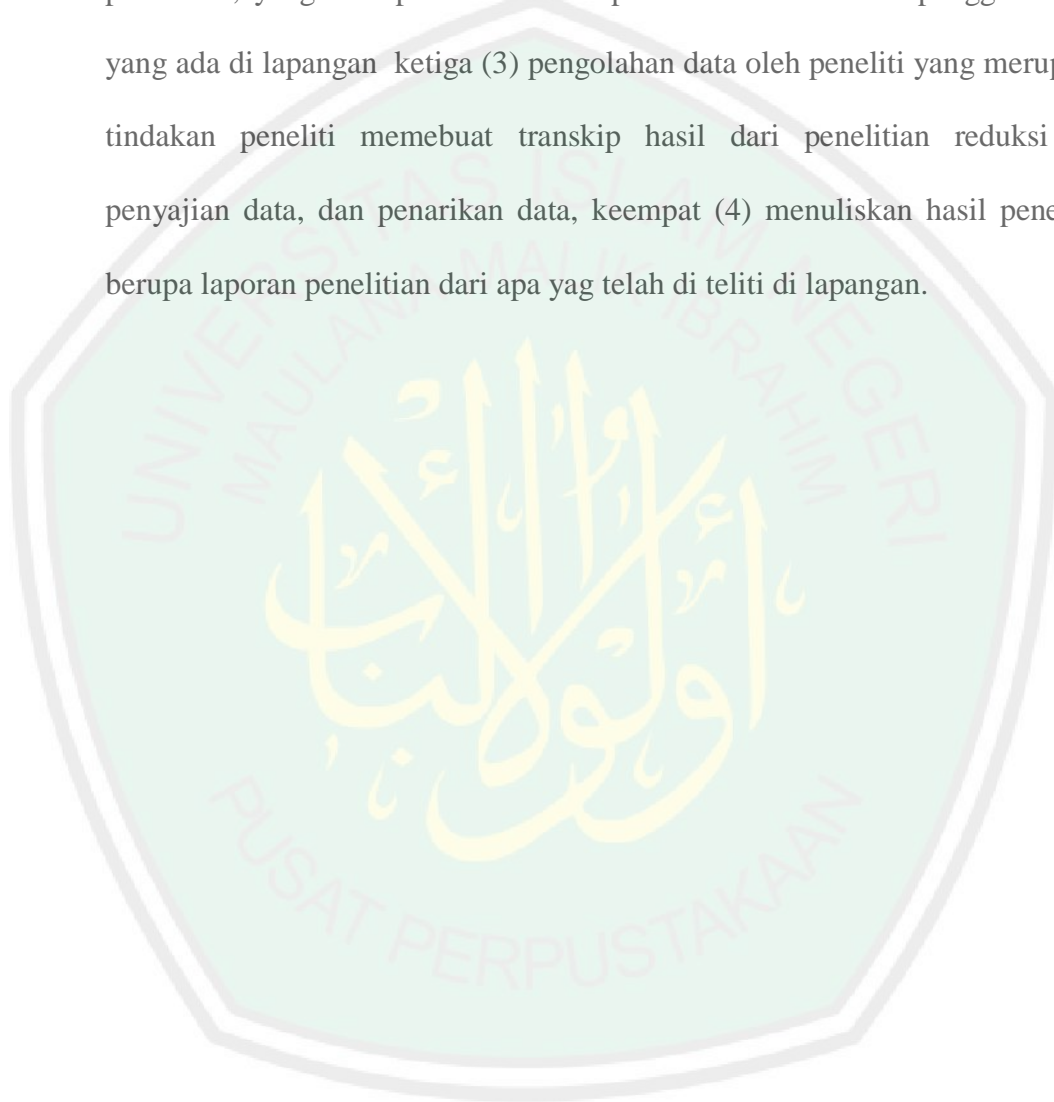 yang ada di lapangan ketiga (3) pengolahan data oleh peneliti yang
tindakan peneliti memebuat transkip hasil dari penelitian reduksi
penyajian data, dan penarikan data, keempat (4) menuliskan hasil
berupa laporan penelitian dari apa yag telah di teliti di lapangan.
UNIVERSITAS ISLAM NEGERI
MAULANA MALIK IBRAHIM
أولوا الألباب
PUSAT PERPUSTAKAAN